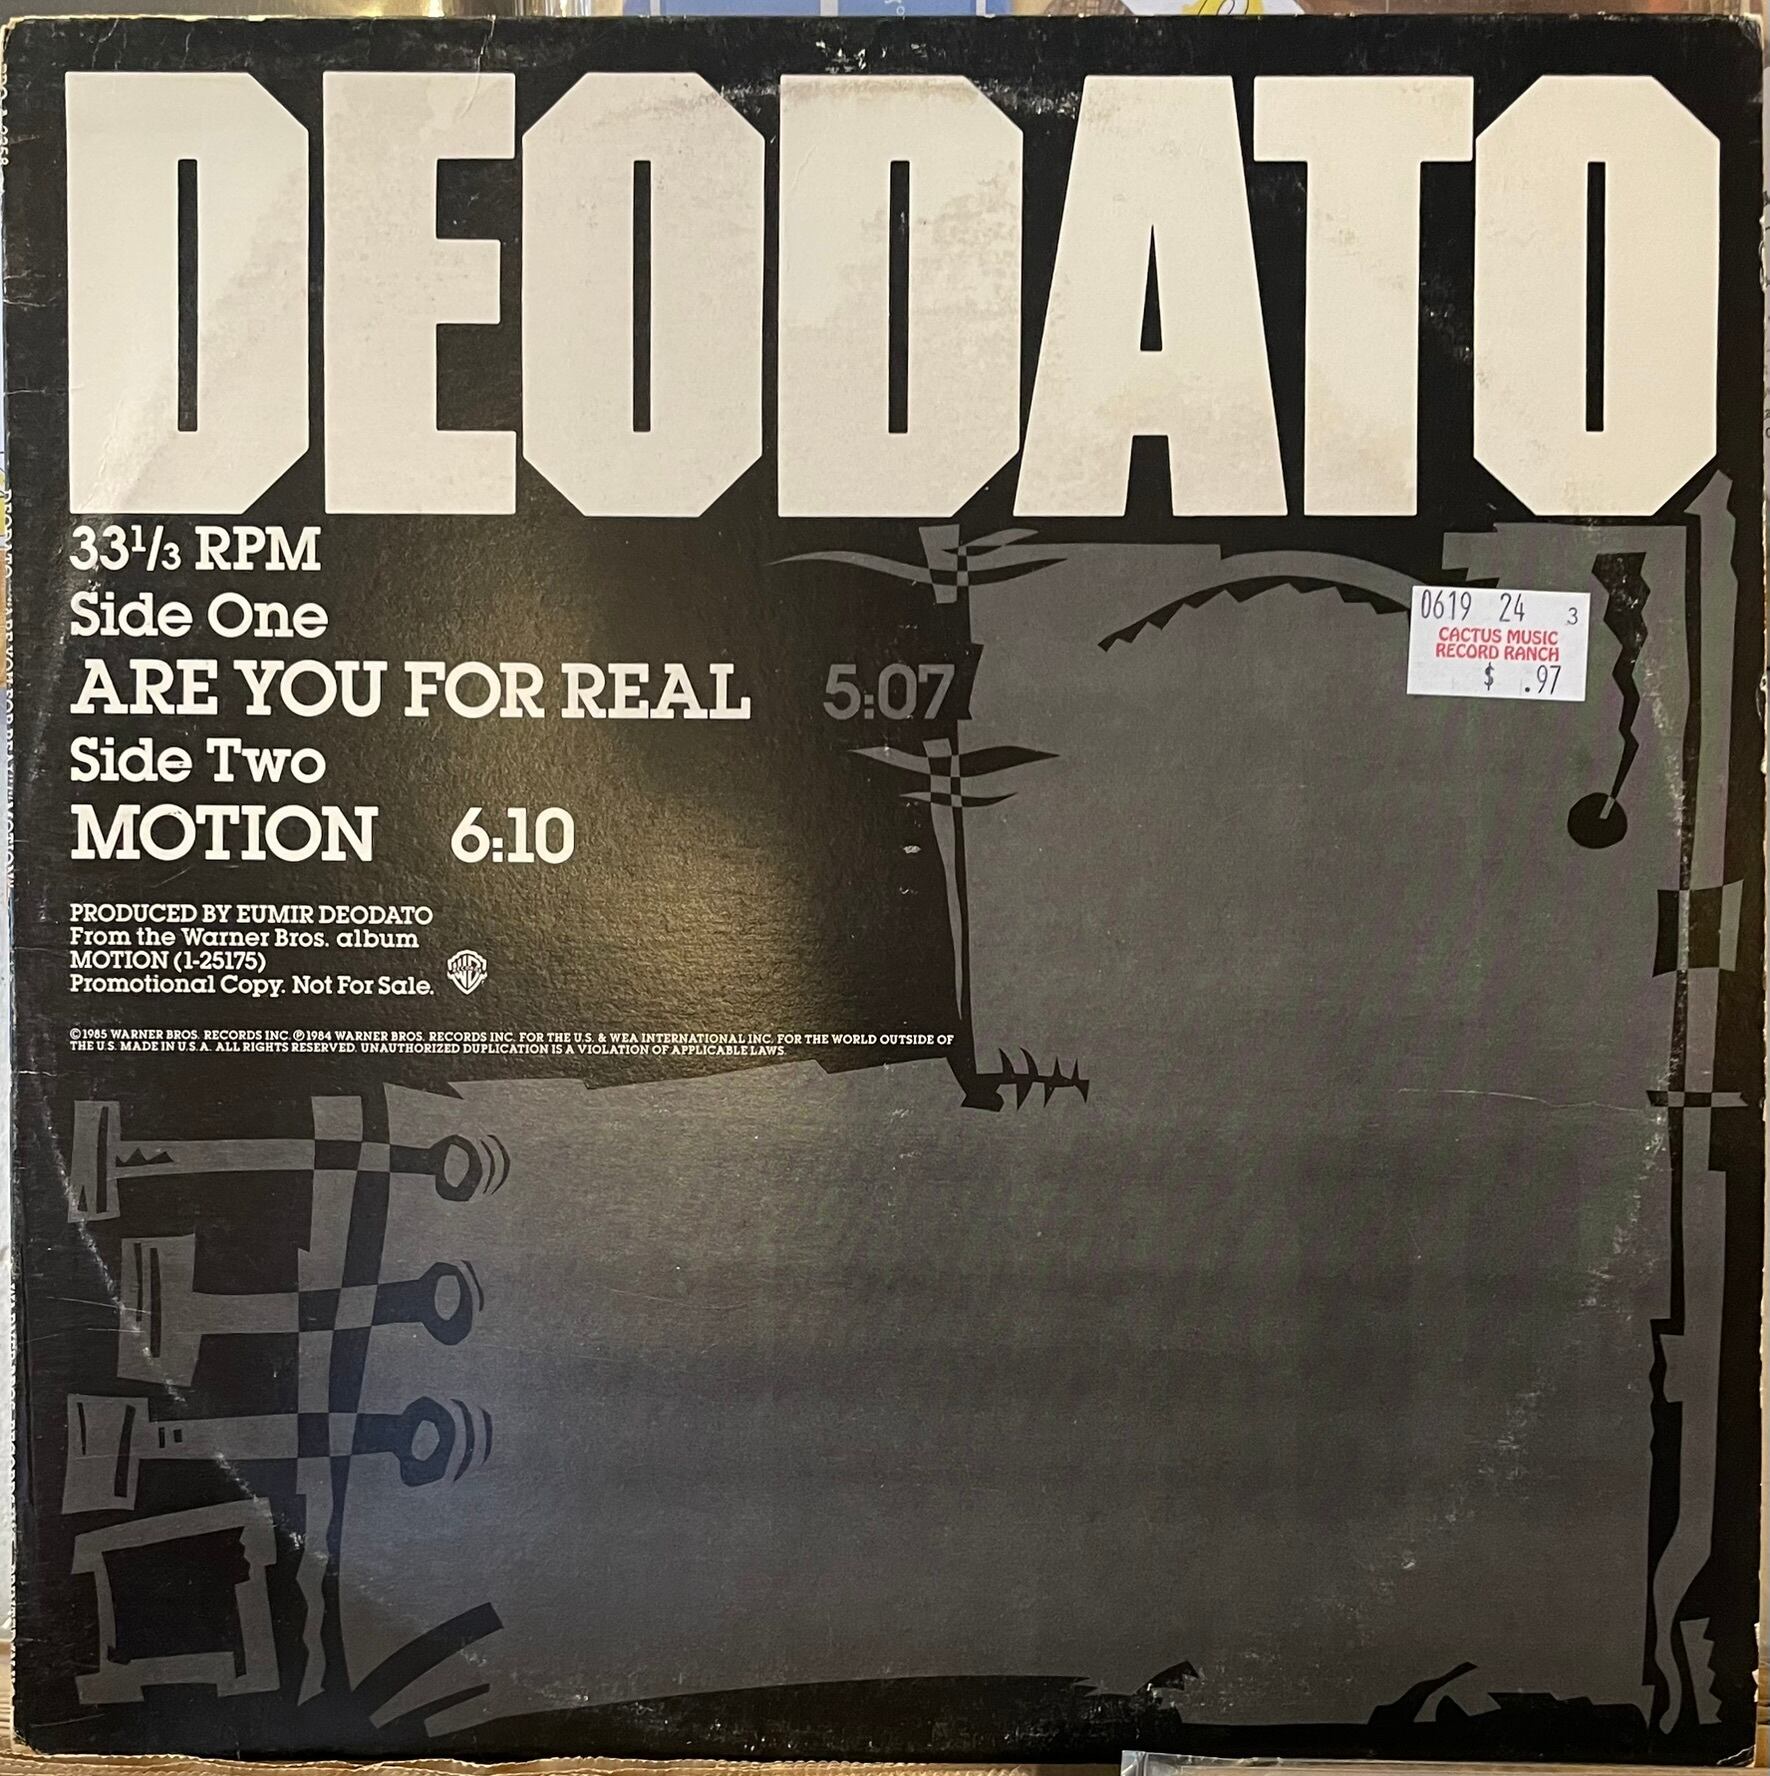 DEODATO
33⅓ RPM
Side One
ARE YOU FOR REAL 5:07
Side Two
MOTION 6:10
PRODUCED BY EUMIR DEODATO
From the Warner Bros. album
MOTION (1-25175)
Promotional Copy. Not For Sale.
©1985 WARNER BROS. RECORDS INC. ℗1984 WARNER BROS. RECORDS INC. FOR THE U.S. & WEA INTERNATIONAL INC. FOR THE WORLD OUTSIDE OF
THE U.S. MADE IN U.S.A. ALL RIGHTS RESERVED. UNAUTHORIZED DUPLICATION IS A VIOLATION OF APPLICABLE LAWS.
0619 24 3
CACTUS MUSIC
RECORD RANCH
$ .97